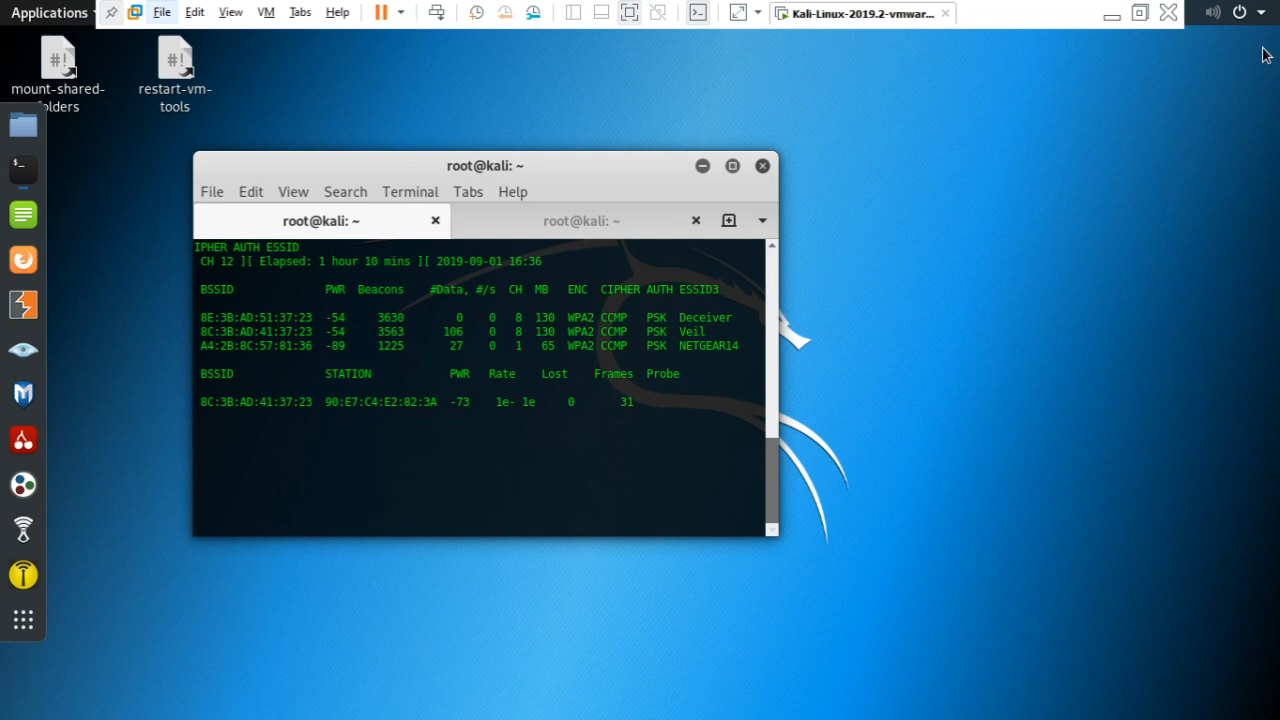 Applications File Edit View VM Tabs Help Kali-Linux-2019.2-vmwar...
#! #!
mount-shared- restart-vm-
folders tools
root@kali: ~
File Edit View Search Terminal Tabs Help
root@kali: ~ root@kali: ~
IPHER AUTH ESSID
CH 12 ][ Elapsed: 1 hour 10 mins ][ 2019-09-01 16:36
BSSID PWR Beacons #Data, #/s CH MB ENC CIPHER AUTH ESSID3
8E:3B:AD:51:37:23 -54 3630 0 0 8 130 WPA2 CCMP PSK Deceiver
8C:3B:AD:41:37:23 -54 3563 106 0 8 130 WPA2 CCMP PSK Veil
A4:2B:8C:57:81:36 -89 1225 27 0 1 65 WPA2 CCMP PSK NETGEAR14
BSSID STATION PWR Rate Lost Frames Probe
8C:3B:AD:41:37:23 90:E7:C4:E2:82:3A -73 1e- 1e 0 31